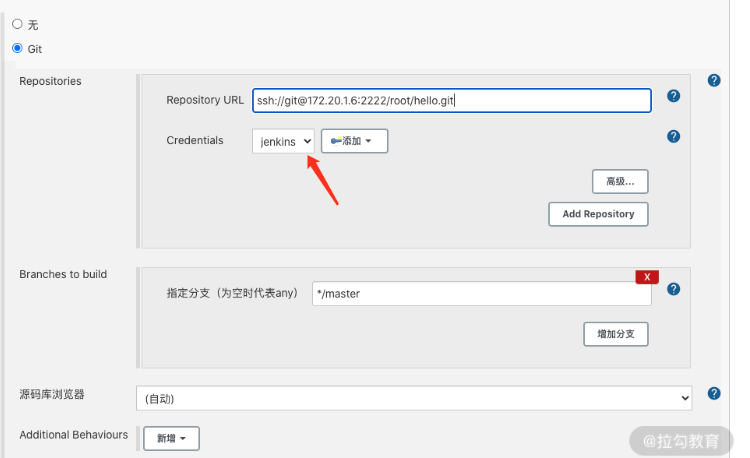 无
Git
Repositories
Repository URL ssh://git@172.20.1.6:2222/root/hello.git
Credentials jenkins 添加
高级...
Add Repository
Branches to build
X
指定分支（为空时代表any） */master
增加分支
源码库浏览器 (自动)
Additional Behaviours 新增
@拉勾教育